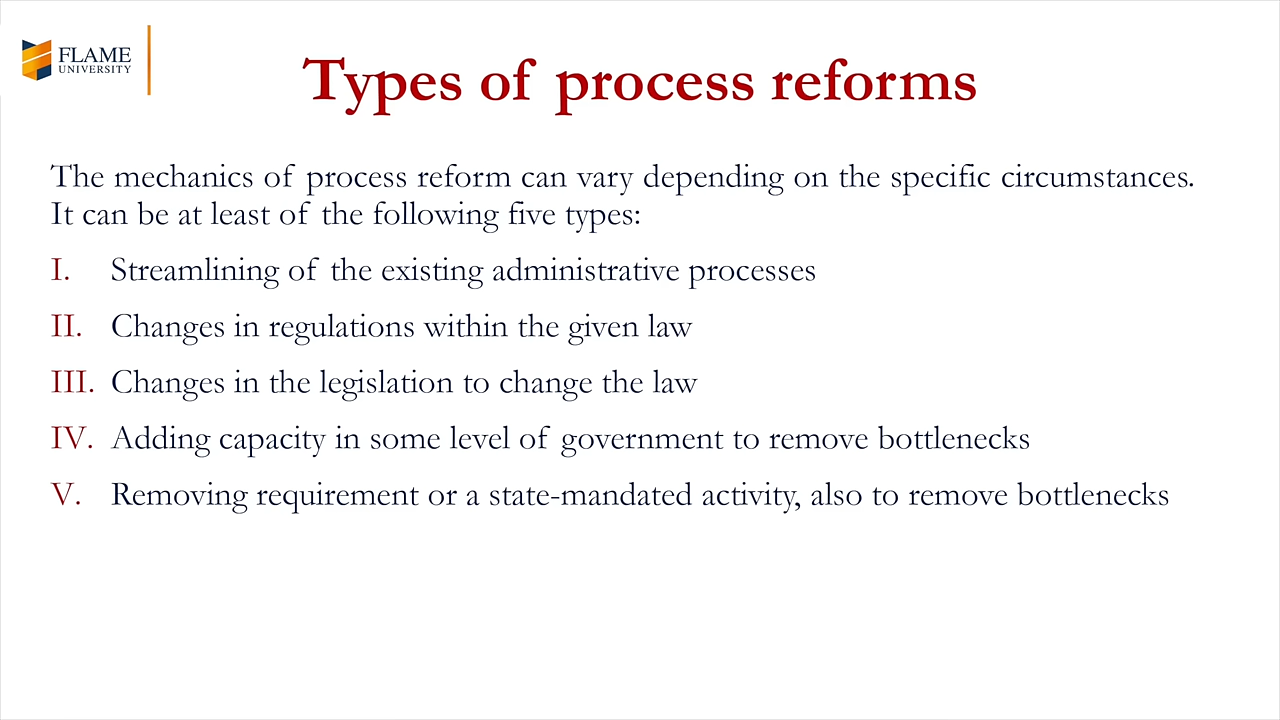 FLAME
UNIVERSITY
Types of process reforms
The mechanics of process reform can vary depending on the specific circumstances.
It can be at least of the following five types:
I. Streamlining of the existing administrative processes
II. Changes in regulations within the given law
III. Changes in the legislation to change the law
IV. Adding capacity in some level of government to remove bottlenecks
V. Removing requirement or a state-mandated activity, also to remove bottlenecks